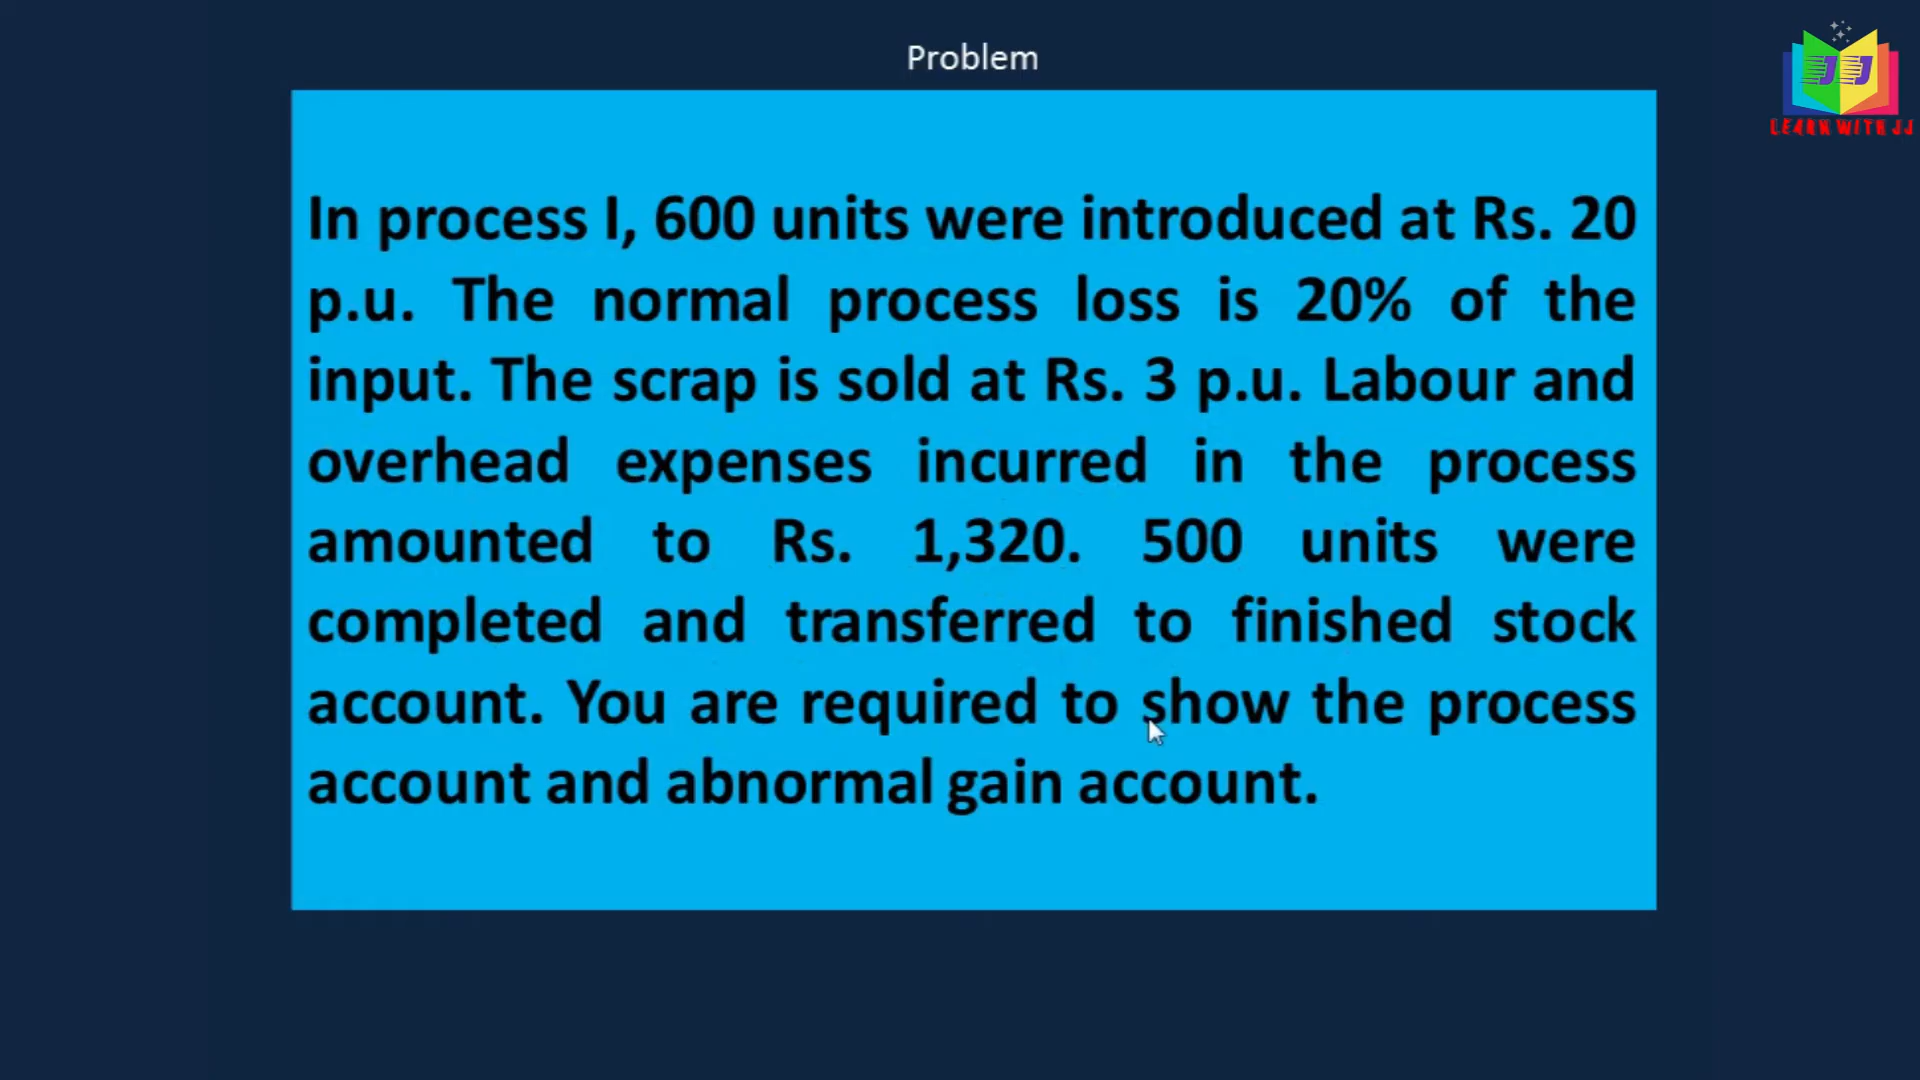 Problem
In process I, 600 units were introduced at Rs. 20
p.u. The normal process loss is 20% of the
input. The scrap is sold at Rs. 3 p.u. Labour and
overhead expenses incurred in the process
amounted to Rs. 1,320. 500 units were
completed and transferred to finished stock
account. You are required to show the process
account and abnormal gain account.
JJ
LEARN WITH JJ